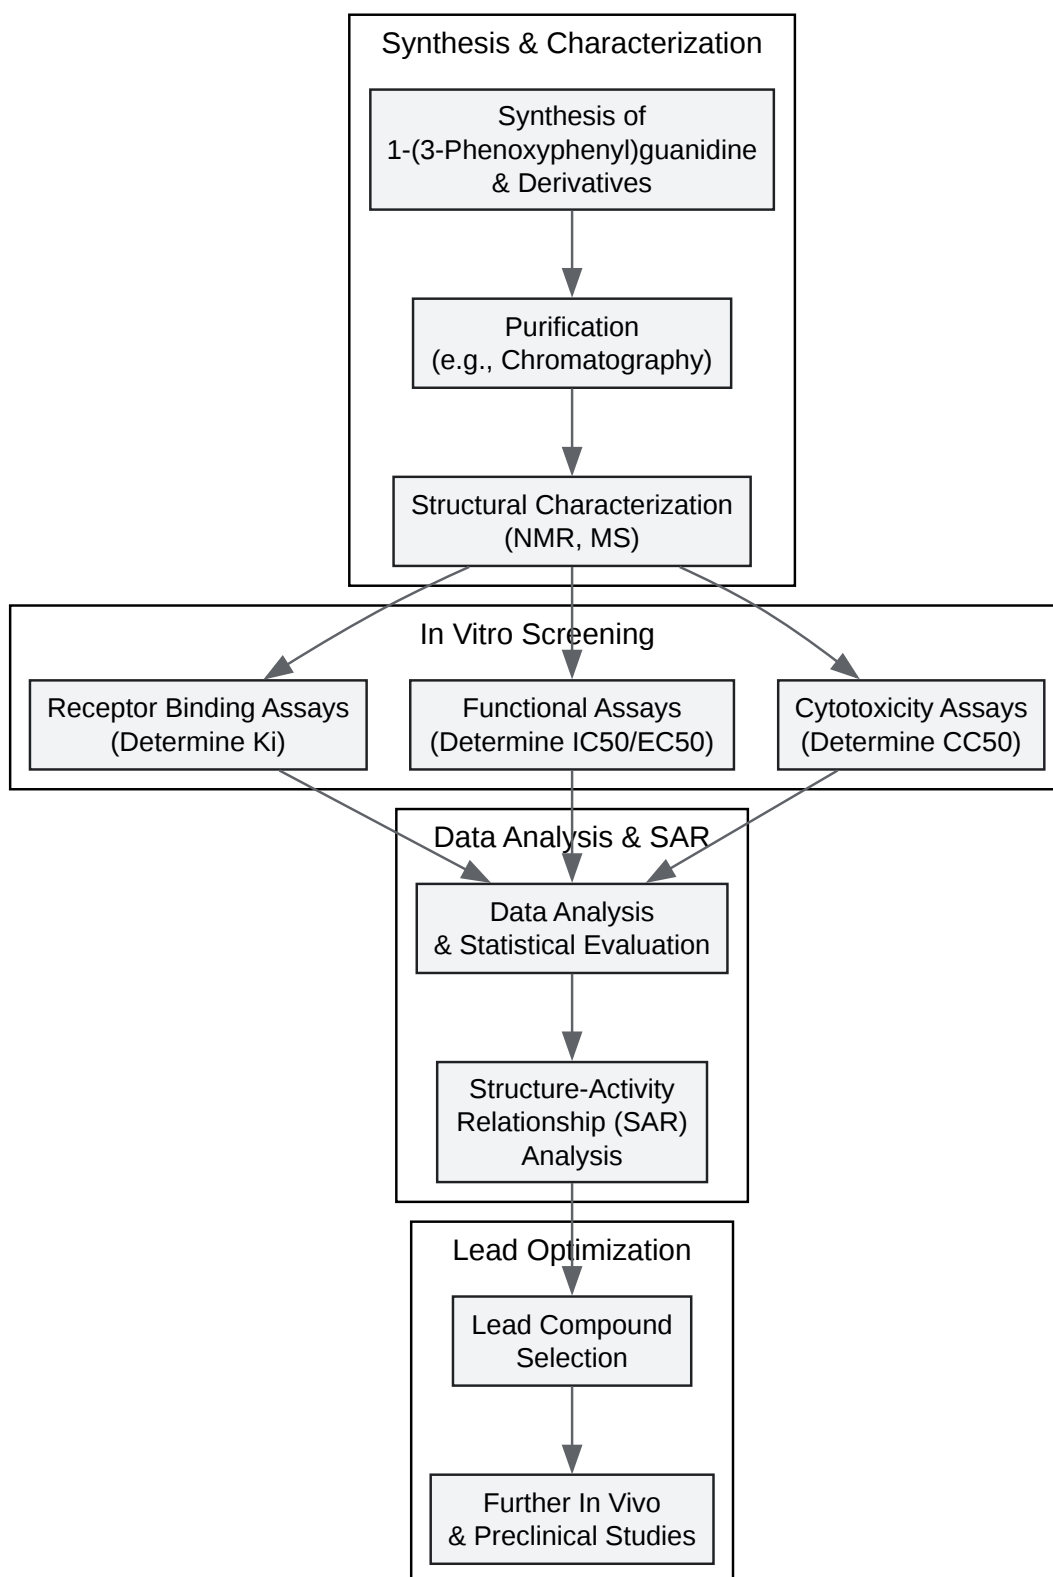 Synthesis & Characterization
Synthesis of
1-(3-Phenoxyphenyl)guanidine
& Derivatives
Purification
(e.g., Chromatography)
Structural Characterization
(NMR, MS)
In Vitro Screening
Receptor Binding Assays
(Determine Ki)
Functional Assays
(Determine IC50/EC50)
Cytotoxicity Assays
(Determine CC50)
Data Analysis & SAR
Data Analysis
& Statistical Evaluation
Structure-Activity
Relationship (SAR)
Analysis
Lead Optimization
Lead Compound
Selection
Further In Vivo
& Preclinical Studies